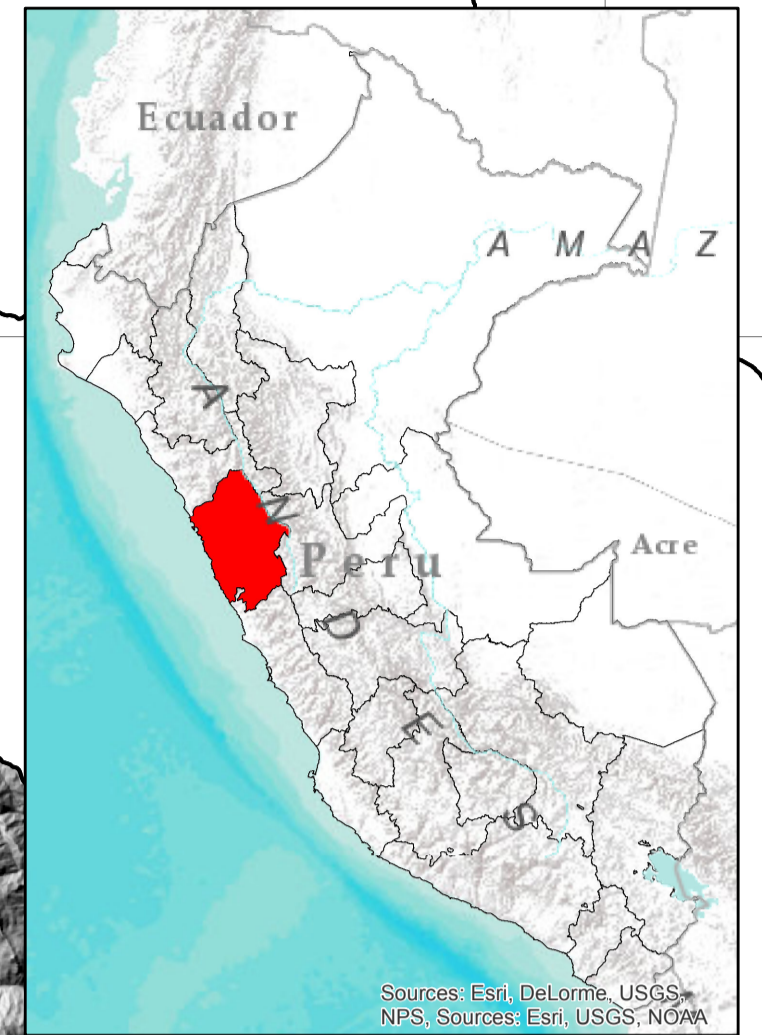 Ecuador
A M A Z
A N D E S
Peru
Acre
Sources: Esri, DeLorme, USGS,
NPS, Sources: Esri, USGS, NOAA